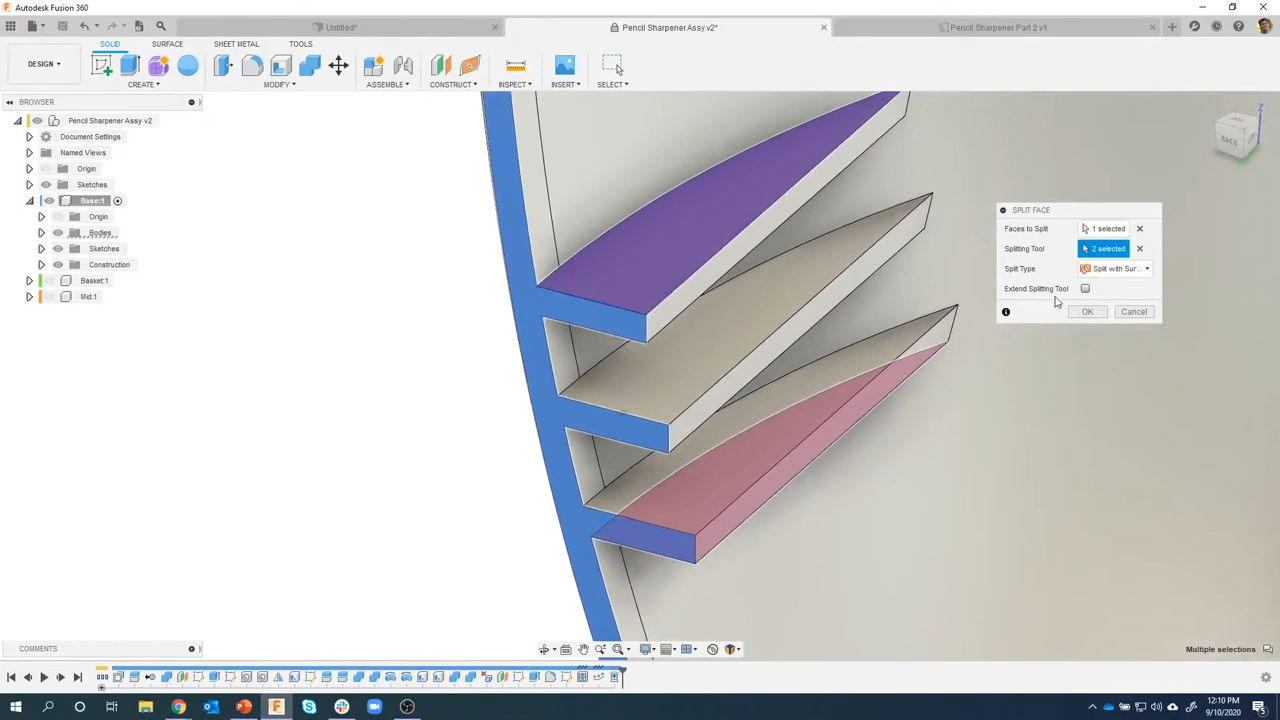 Autodesk Fusion 360
Untitled*
Pencil Sharpener Assy v2*
Pencil Sharpener Part 2 v1
SOLID
SURFACE
SHEET METAL
TOOLS
DESIGN
CREATE
MODIFY
ASSEMBLE
CONSTRUCT
INSPECT
INSERT
SELECT
BROWSER
Pencil Sharpener Assy v2
Document Settings
Named Views
Origin
Sketches
Base:1
Origin
Bodies
Sketches
Construction
Basket:1
Mid:1
Z
BACK
SPLIT FACE
Faces to Split 1 selected
Splitting Tool 2 selected
Split Type Split with Sur...
Extend Splitting Tool
OK Cancel
COMMENTS
Multiple selections
12:10 PM
9/10/2020